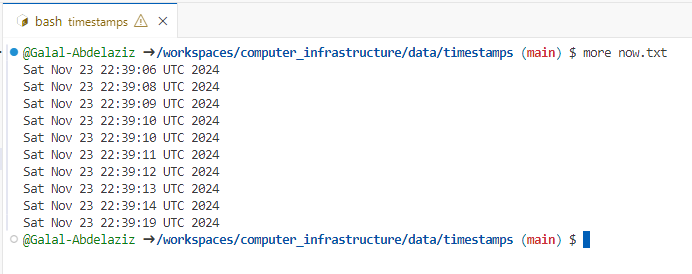 bash timestamps
@Galal-Abdelaziz ➜/workspaces/computer_infrastructure/data/timestamps (main) $ more now.txt
Sat Nov 23 22:39:06 UTC 2024
Sat Nov 23 22:39:08 UTC 2024
Sat Nov 23 22:39:09 UTC 2024
Sat Nov 23 22:39:10 UTC 2024
Sat Nov 23 22:39:10 UTC 2024
Sat Nov 23 22:39:11 UTC 2024
Sat Nov 23 22:39:12 UTC 2024
Sat Nov 23 22:39:13 UTC 2024
Sat Nov 23 22:39:14 UTC 2024
Sat Nov 23 22:39:19 UTC 2024
@Galal-Abdelaziz ➜/workspaces/computer_infrastructure/data/timestamps (main) $